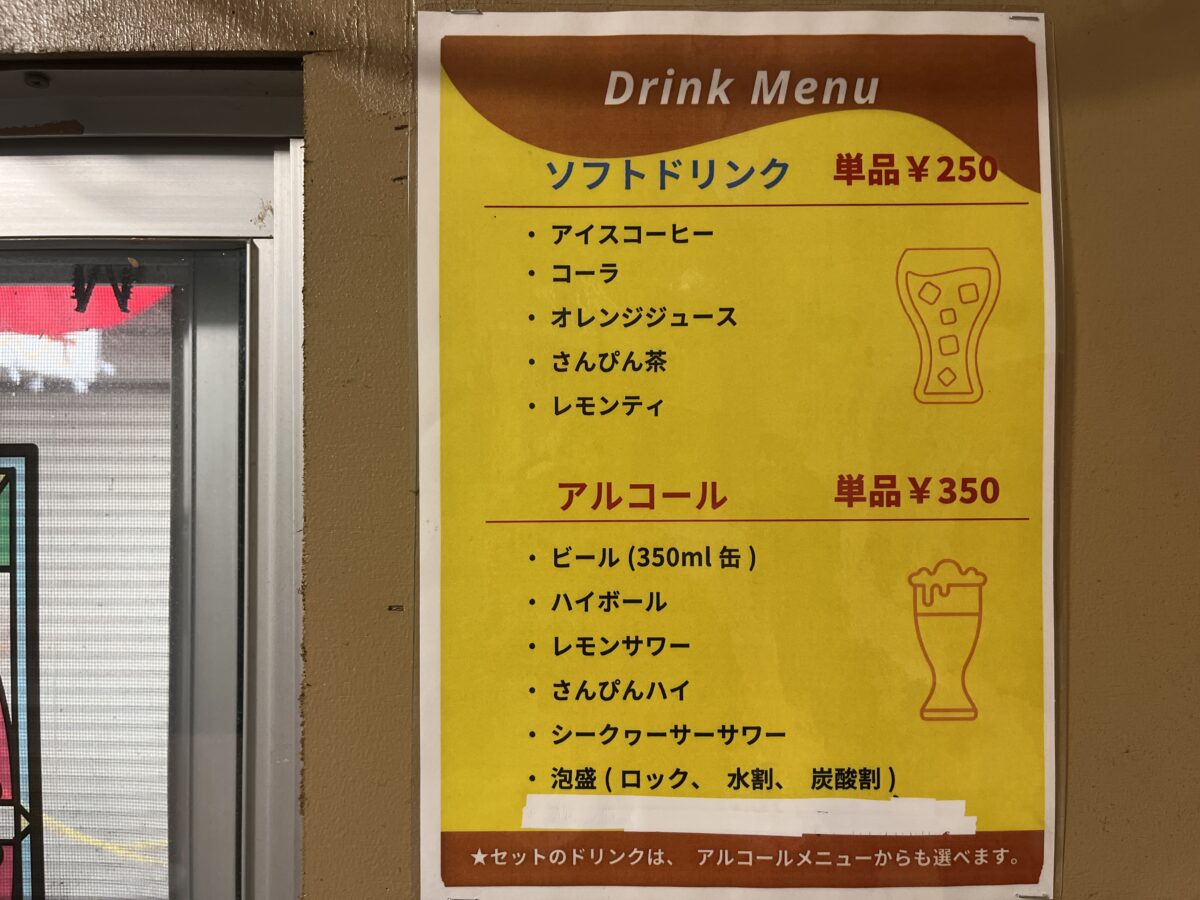 Drink Menu
ソフトドリンク 単品￥250
・アイスコーヒー
・コーラ
・オレンジジュース
・さんぴん茶
・レモンティ
アルコール 単品￥350
・ビール (350ml 缶 )
・ハイボール
・レモンサワー
・さんぴんハイ
・シークヮーサーサワー
・泡盛 ( ロック、 水割、 炭酸割 )
★セットのドリンクは、 アルコールメニューからも選べます。